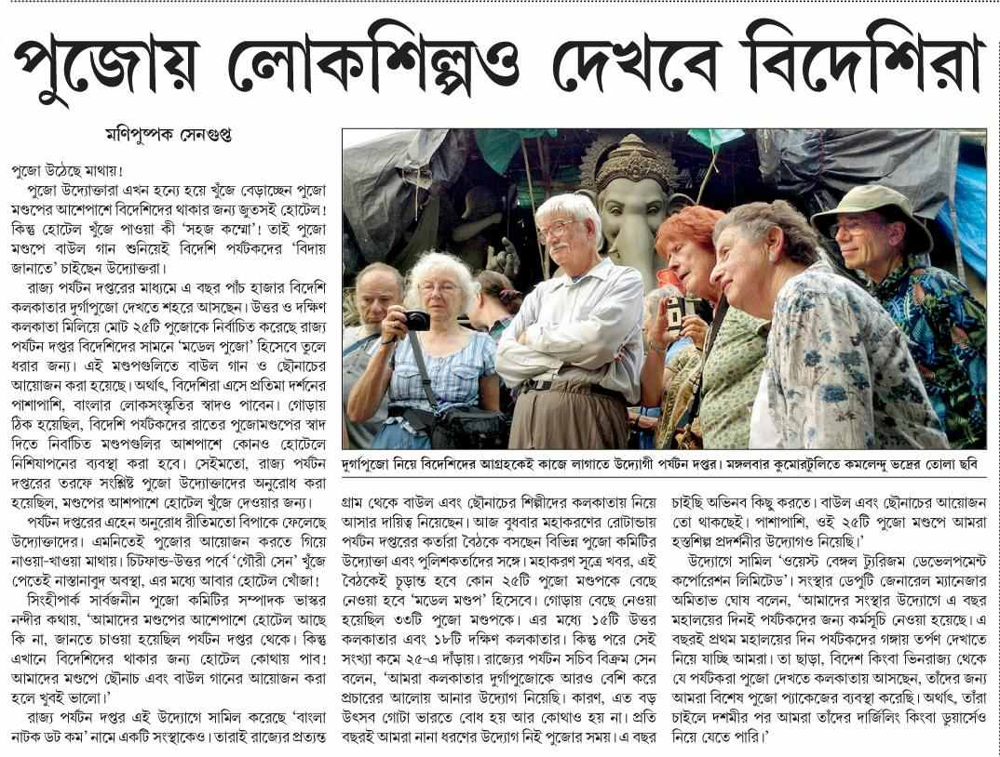 পুজোয় লোকশিল্পও দেখবে বিদেশিরা
মণিপুষ্পক সেনগুপ্ত
পুজো উঠেছে মাথায়!
পুজো উদ্যোক্তারা এখন হন্যে হয়ে খুঁজে বেড়াচ্ছেন পুজো
মণ্ডপের আশেপাশে বিদেশিদের থাকার জন্য জুতসই হোটেল!
কিন্তু হোটেল খুঁজে পাওয়া কী ‘সহজ কম্মো’! তাই পুজো
মণ্ডপে বাউল গান শুনিয়েই বিদেশি পর্যটকদের ‘বিদায়
জানাতে’ চাইছেন উদ্যোক্তরা।
রাজ্য পর্যটন দপ্তরের মাধ্যমে এ বছর পাঁচ হাজার বিদেশি
কলকাতার দুর্গাপুজো দেখতে শহরে আসছেন। উত্তর ও দক্ষিণ
কলকাতা মিলিয়ে মোট ২৫টি পুজোকে নির্বাচিত করেছে রাজ্য
পর্যটন দপ্তর বিদেশিদের সামনে ‘মডেল পুজো’ হিসেবে তুলে
ধরার জন্য। এই মণ্ডপগুলিতে বাউল গান ও ছৌনাচের
আয়োজন করা হয়েছে। অর্থাৎ, বিদেশিরা এসে প্রতিমা দর্শনের
পাশাপাশি, বাংলার লোকসংস্কৃতির স্বাদও পাবেন। গোড়ায়
ঠিক হয়েছিল, বিদেশি পর্যটকদের রাতের পুজোমণ্ডপের স্বাদ
দিতে নির্বাচিত মণ্ডপগুলির আশপাশে কোনও হোটেলে
নিশিযাপনের ব্যবস্থা করা হবে। সেইমতো, রাজ্য পর্যটন
দপ্তরের তরফে সংশ্লিষ্ট পুজো উদ্যোক্তাদের অনুরোধ করা
হয়েছিল, মণ্ডপের আশপাশে হোটেল খুঁজে দেওয়ার জন্য।
পর্যটন দপ্তরের এহেন অনুরোধ রীতিমতো বিপাকে ফেলেছে
উদ্যোক্তাদের। এমনিতেই পুজোর আয়োজন করতে গিয়ে
নাওয়া-খাওয়া মাথায়। চিটফান্ড-উত্তর পর্বে ‘গৌরী সেন’ খুঁজে
পেতেই নাস্তানাবুদ অবস্থা, এর মধ্যে আবার হোটেল খোঁজা!
সিংহীপার্ক সার্বজনীন পুজো কমিটির সম্পাদক ভাস্কর
নন্দীর কথায়, ‘আমাদের মণ্ডপের আশেপাশে হোটেল আছে
কি না, জানতে চাওয়া হয়েছিল পর্যটন দপ্তর থেকে। কিন্তু
এখানে বিদেশিদের থাকার জন্য হোটেল কোথায় পাব!
আমাদের মণ্ডপে ছৌনাচ এবং বাউল গানের আয়োজন করা
হলে খুবই ভালো।’
রাজ্য পর্যটন দপ্তর এই উদ্যোগে সামিল করেছে ‘বাংলা
নাটক ডট কম’ নামে একটি সংস্থাকেও। তারাই রাজ্যের প্রত্যন্ত
দুর্গাপুজো নিয়ে বিদেশিদের আগ্রহকেই কাজে লাগাতে উদ্যোগী পর্যটন দপ্তর। মঙ্গলবার কুমোরটুলিতে কমলেন্দু ভদ্রের তোলা ছবি
গ্রাম থেকে বাউল এবং ছৌনাচের শিল্পীদের কলকাতায় নিয়ে
আসার দায়িত্ব নিয়েছেন। আজ বুধবার মহাকরণের রোটান্ডায়
পর্যটন দপ্তরের কর্তারা বৈঠকে বসছেন বিভিন্ন পুজো কমিটির
উদ্যোক্তা এবং পুলিশকর্তাদের সঙ্গে। মহাকরণ সূত্রে খবর, এই
বৈঠকেই চূড়ান্ত হবে কোন ২৫টি পুজো মণ্ডপকে বেছে
নেওয়া হবে ‘মডেল মণ্ডপ’ হিসেবে। গোড়ায় বেছে নেওয়া
হয়েছিল ৩৩টি পুজো মণ্ডপকে। এর মধ্যে ১৫টি উত্তর
কলকাতার এবং ১৮টি দক্ষিণ কলকাতার। কিন্তু পরে সেই
সংখ্যা কমে ২৫-এ দাঁড়ায়। রাজ্যের পর্যটন সচিব বিক্রম সেন
বলেন, ‘আমরা কলকাতার দুর্গাপুজোকে আরও বেশি করে
প্রচারের আলোয় আনার উদ্যোগ নিয়েছি। কারণ, এত বড়
উৎসব গোটা ভারতে বোধ হয় আর কোথাও হয় না। প্রতি
বছরই আমরা নানা ধরণের উদ্যোগ নিই পুজোর সময়। এ বছর
চাইছি অভিনব কিছু করতে। বাউল এবং ছৌনাচের আয়োজন
তো থাকছেই। পাশাপাশি, ওই ২৫টি পুজো মণ্ডপে আমরা
হস্তশিল্প প্রদর্শনীর উদ্যোগও নিয়েছি।’
উদ্যোগে সামিল ‘ওয়েস্ট বেঙ্গল ট্যুরিজম ডেভেলপমেন্ট
কর্পোরেশন লিমিটেড’। সংস্থার ডেপুটি জেনারেল ম্যানেজার
অমিতাভ ঘোষ বলেন, ‘আমাদের সংস্থার উদ্যোগে এ বছর
মহালয়ের দিনই পর্যটকদের জন্য কর্মসূচি নেওয়া হয়েছে। এ
বছরই প্রথম মহালয়ের দিন পর্যটকদের গঙ্গায় তর্পণ দেখাতে
নিয়ে যাচ্ছি আমরা। তা ছাড়া, বিদেশ কিংবা ভিনরাজ্য থেকে
যে পর্যটকরা পুজো দেখতে কলকাতায় আসছেন, তাঁদের জন্য
আমরা বিশেষ পুজো প্যাকেজের ব্যবস্থা করেছি। অর্থাৎ, তাঁরা
চাইলে দশমীর পর আমরা তাঁদের দার্জিলিং কিংবা ডুয়ার্সেও
নিয়ে যেতে পারি।’